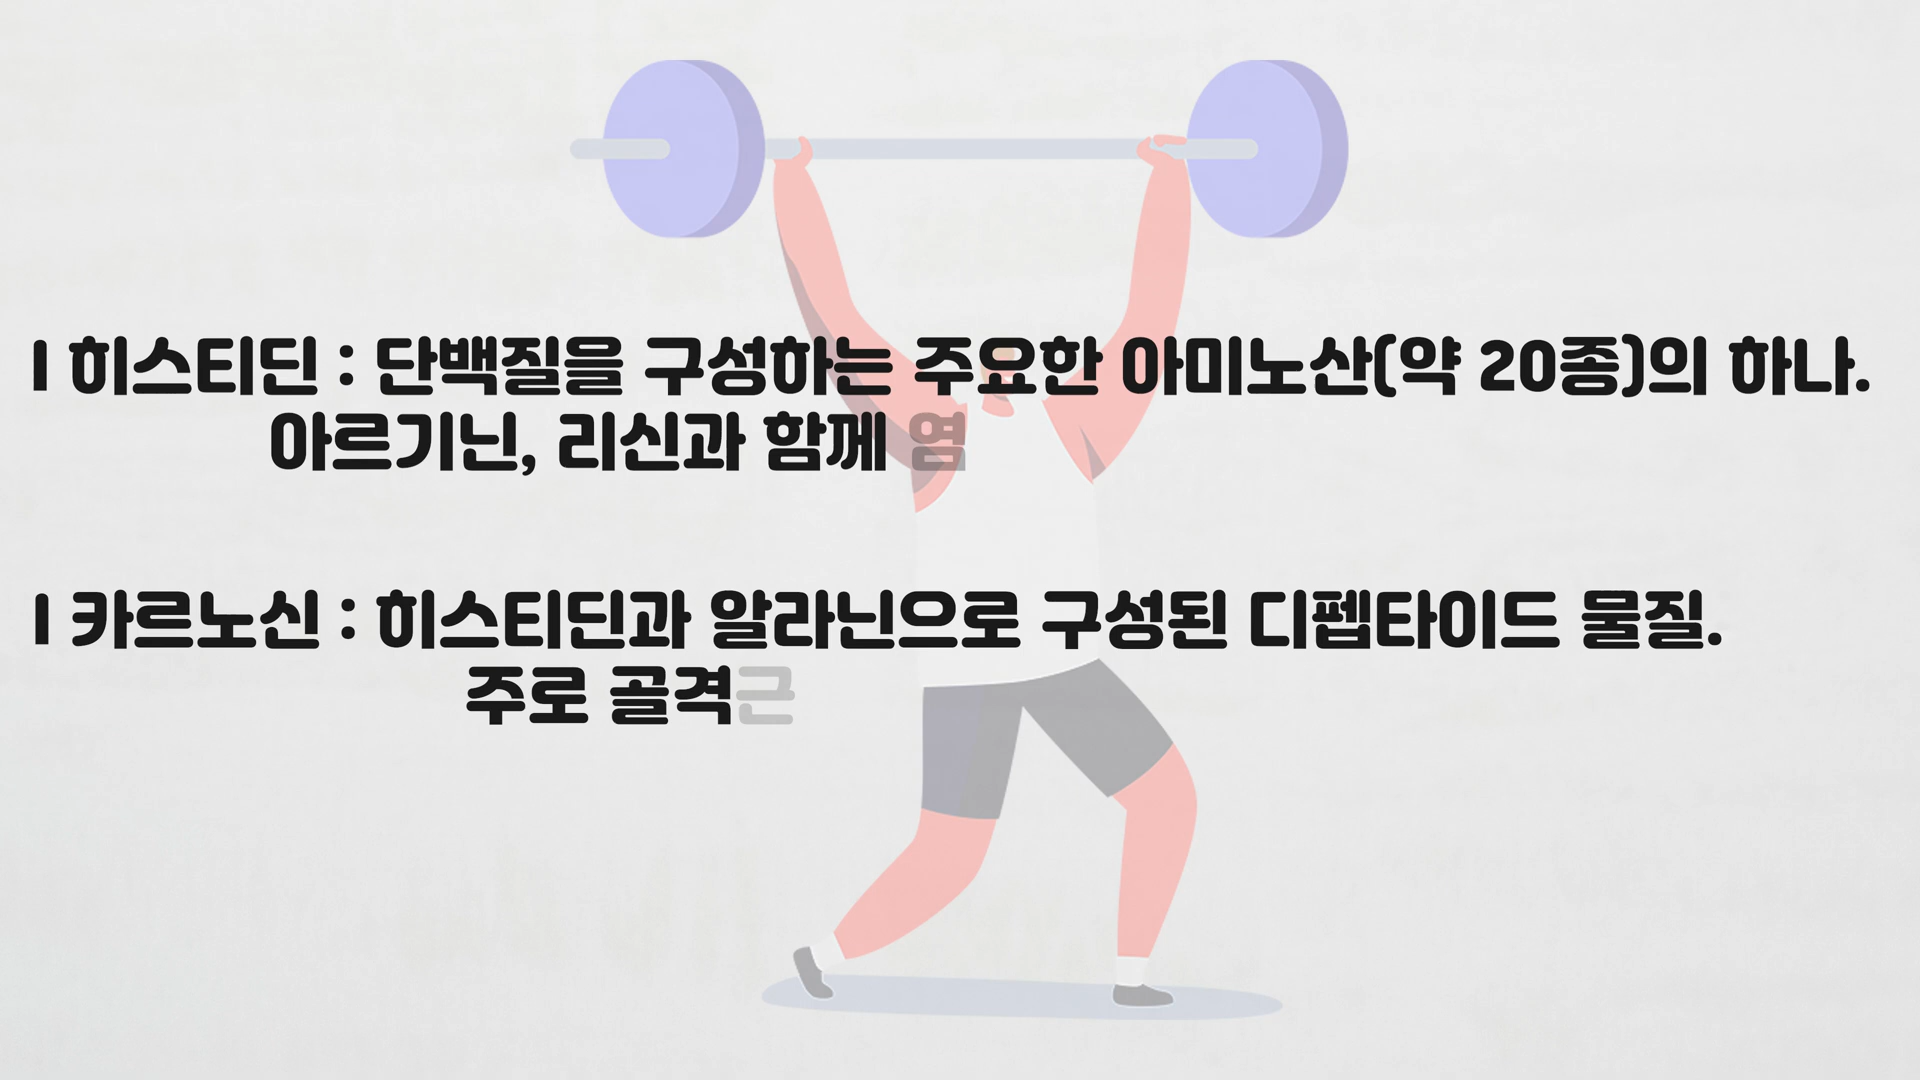 I 히스티딘 : 단백질을 구성하는 주요한 아미노산(약 20종)의 하나.
아르기닌, 리신과 함께 염
I 카르노신 : 히스티딘과 알라닌으로 구성된 디펩타이드 물질.
주로 골격근